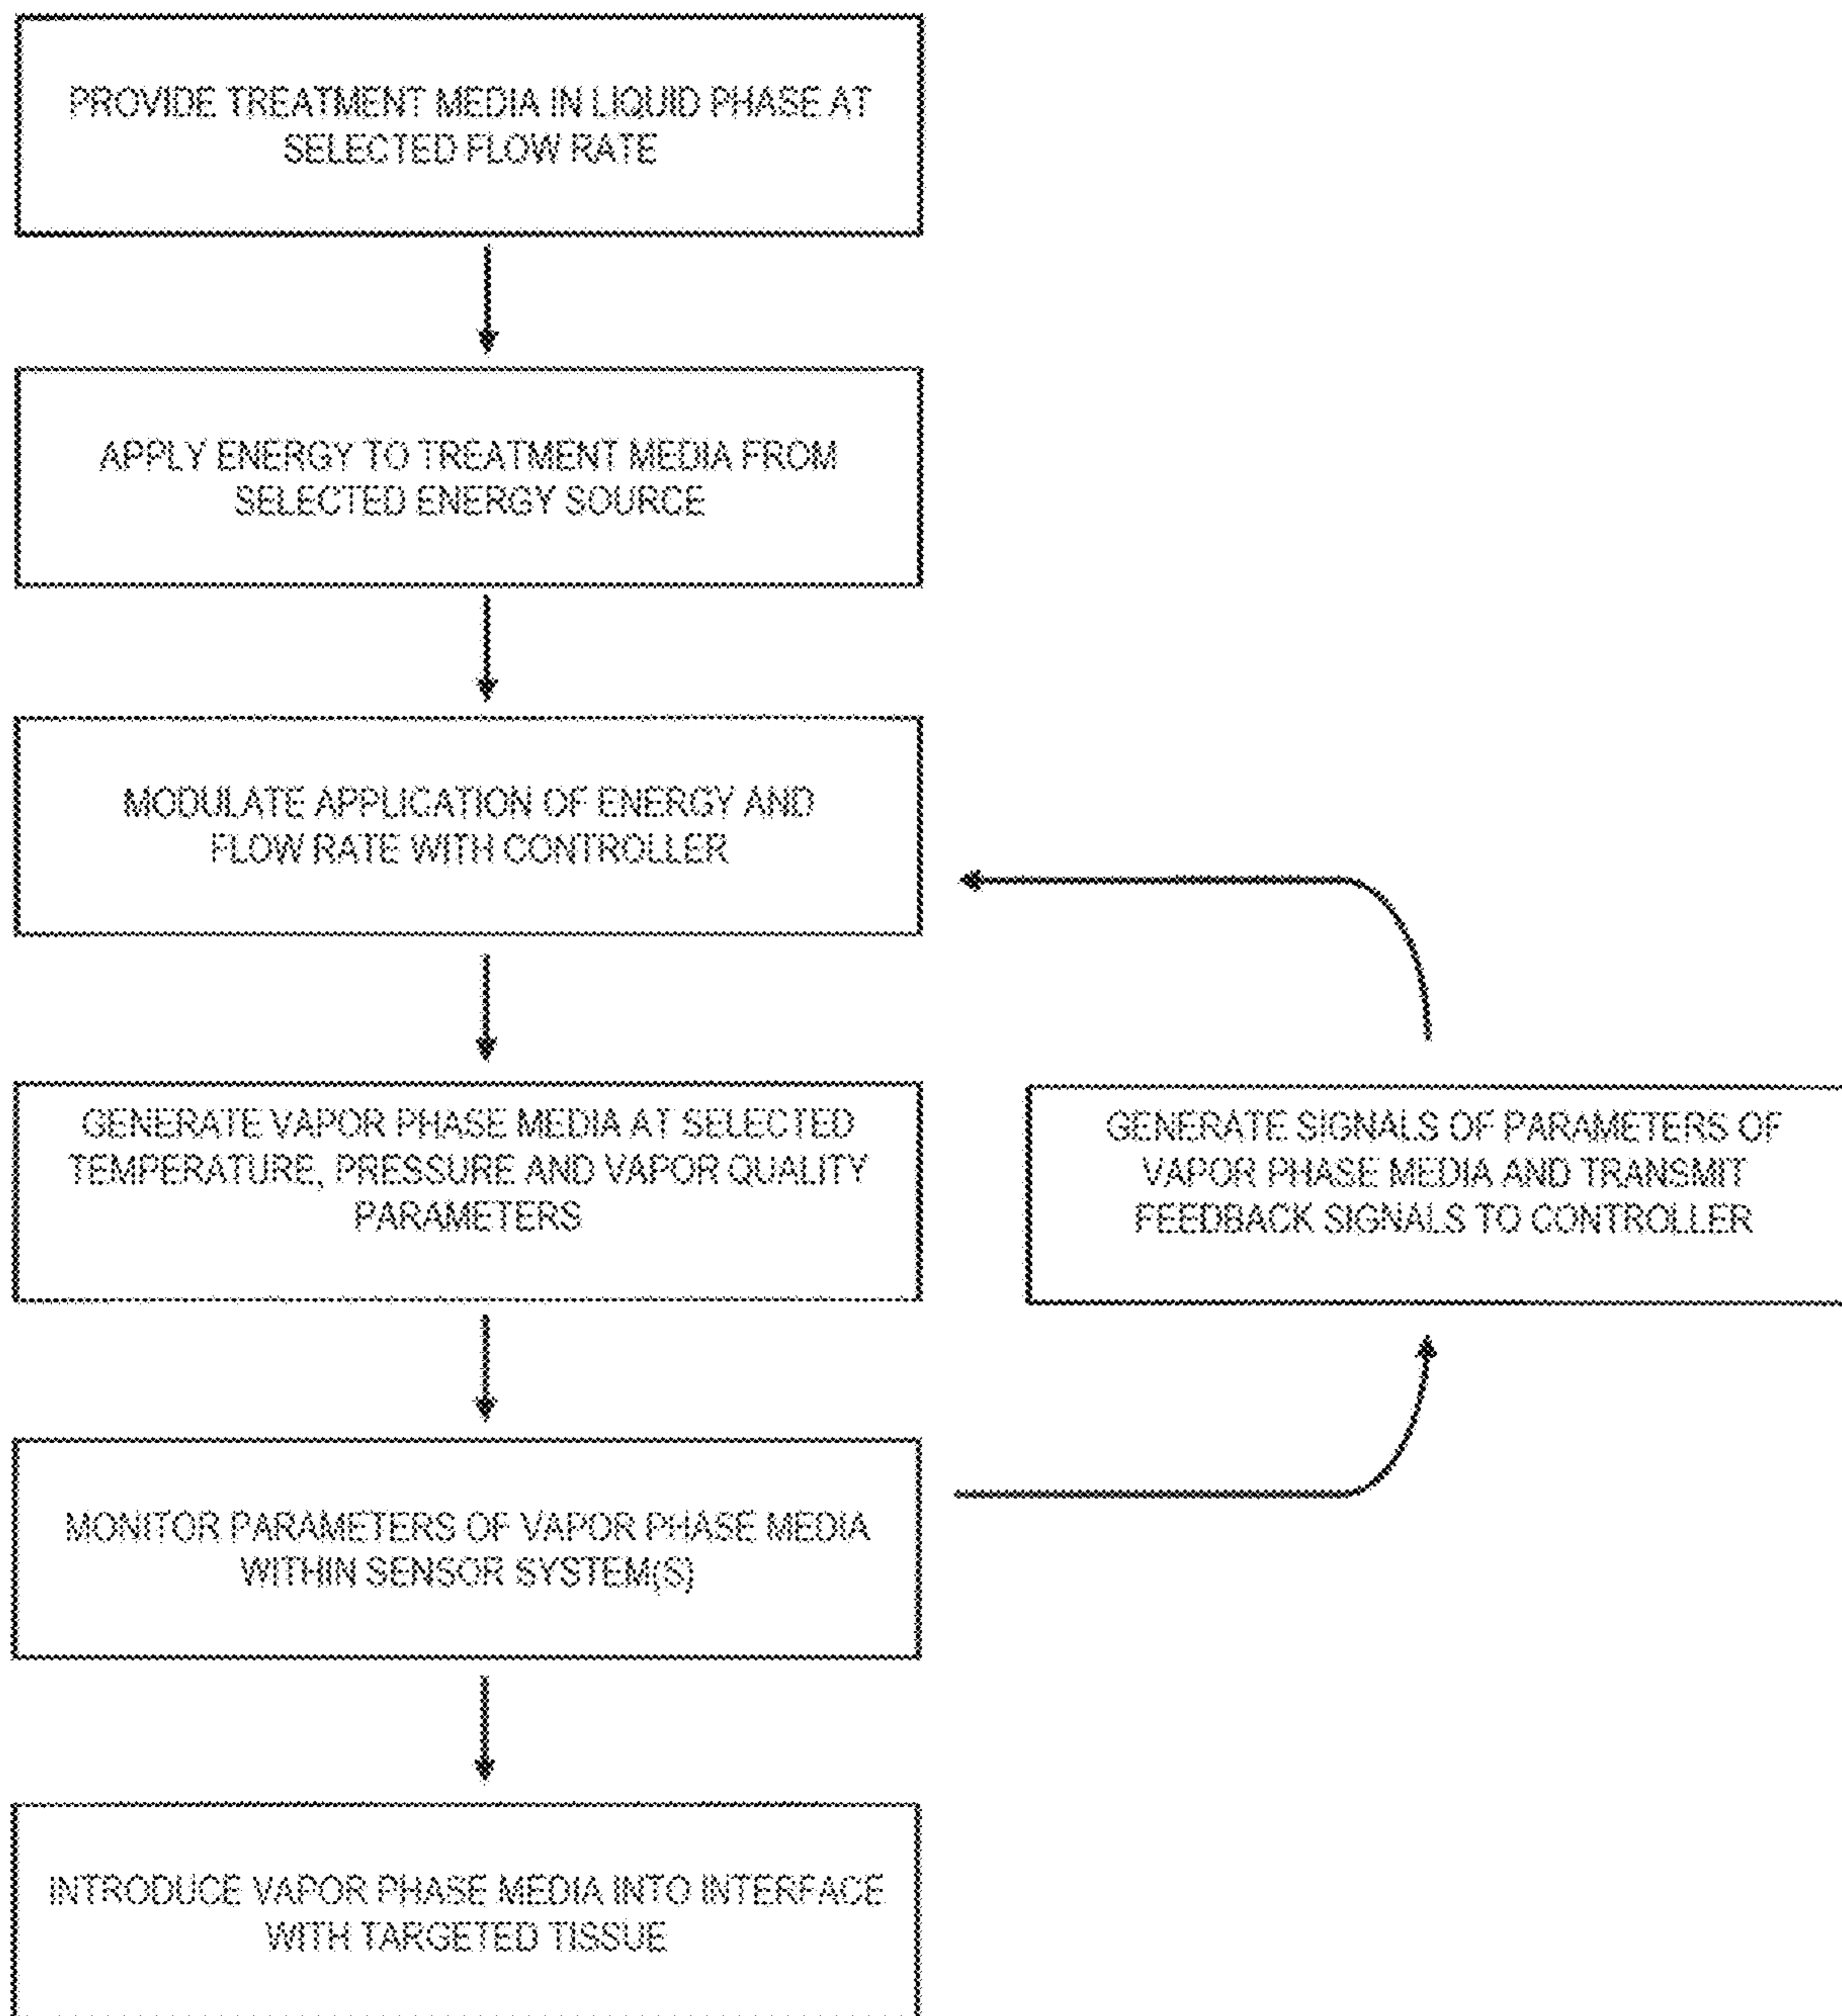 PROVIDE TREATMENT MEDIA IN LIQUID PHASE AT
SELECTED FLOW RATE
APPLY ENERGY TO TREATMENT MEDIA FROM
SELECTED ENERGY SOURCE
MODULATE APPLICATION OF ENERGY AND
FLOW RATE WITH CONTROLLER
GENERATE VAPOR PHASE MEDIA AT SELECTED
TEMPERATURE, PRESSURE AND VAPOR QUALITY
PARAMETERS
GENERATE SIGNALS OF PARAMETERS OF
VAPOR PHASE MEDIA AND TRANSMIT
FEEDBACK SIGNALS TO CONTROLLER
MONITOR PARAMETERS OF VAPOR PHASE MEDIA
WITHIN SENSOR SYSTEM(S)
INTRODUCE VAPOR PHASE MEDIA INTO INTERFACE
WITH TARGETED TISSUE